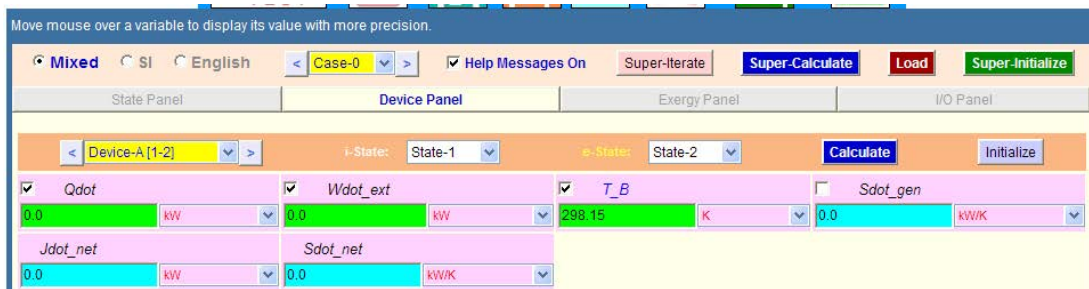 Move mouse over a variable to display its value with more precision.
Mixed SI English < Case-0 > Help Messages On Super-Iterate Super-Calculate Load Super-Initialize
State Panel Device Panel Exergy Panel I/O Panel
< Device-A [1-2] > i-State: State-1 e-State: State-2 Calculate Initialize
Qdot Wdot_ext T_B Sdot_gen
0.0 kW 0.0 kW 298.15 K 0.0 kW/K
Jdot_net Sdot_net
0.0 kW 0.0 kW/K